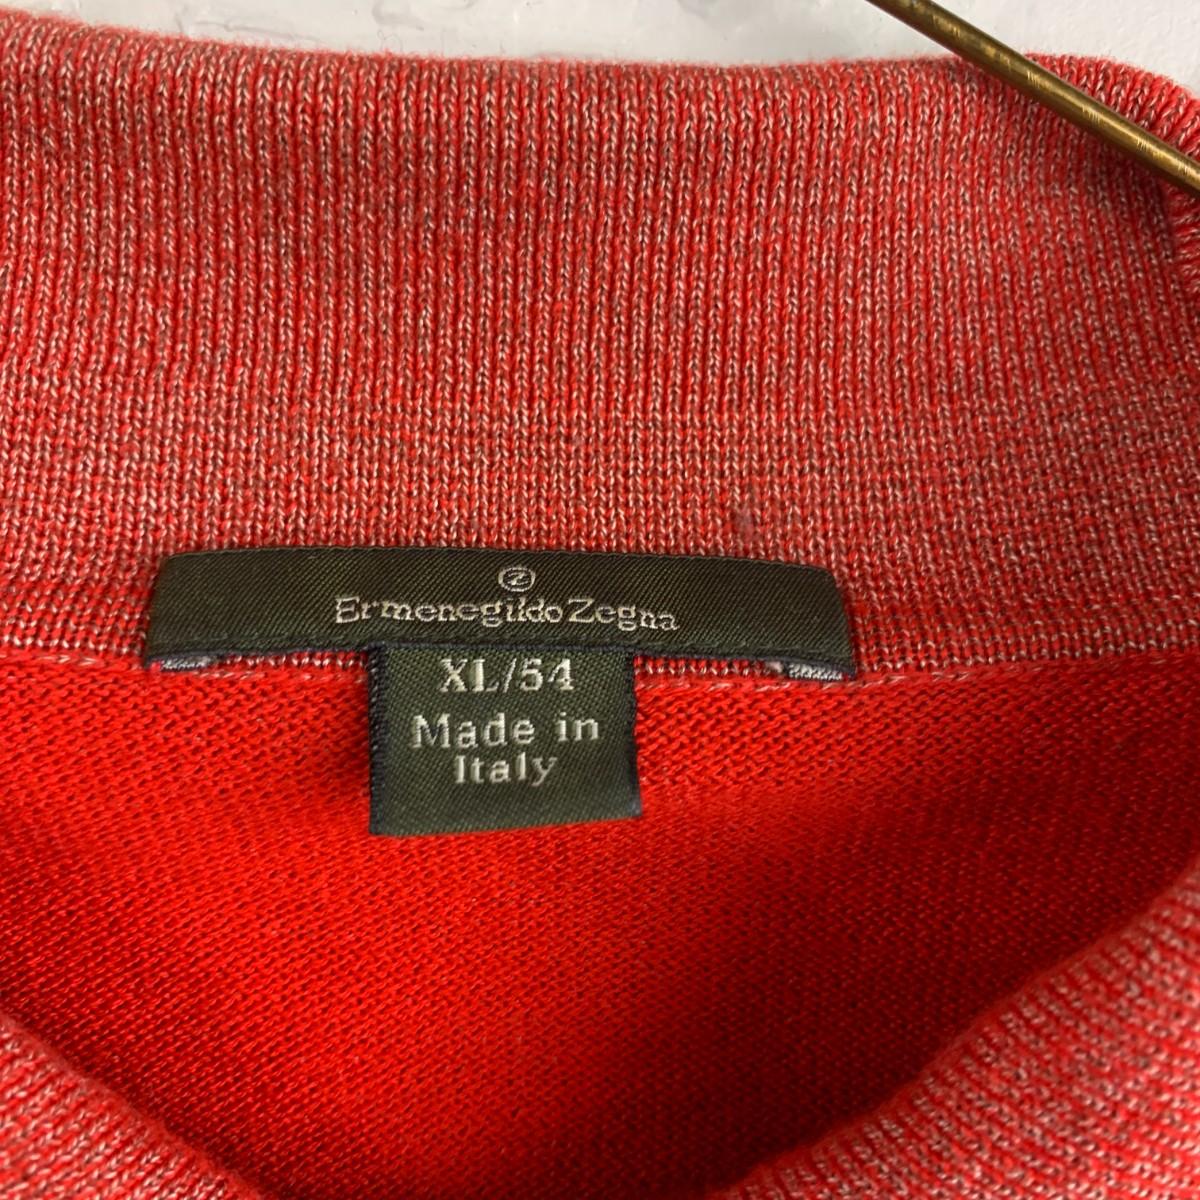 Z
Ermenegildo Zegna
XL/54
Made in
Italy